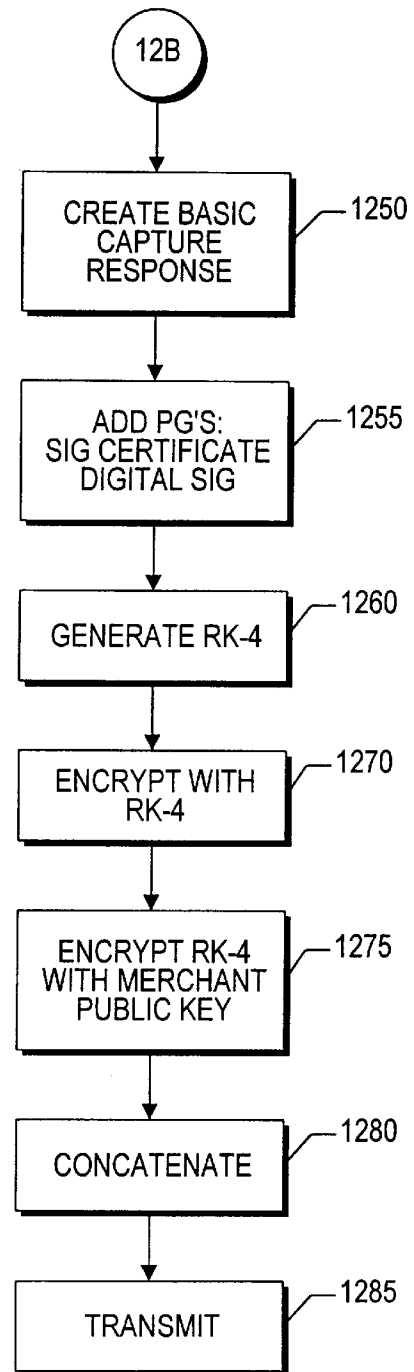 12B
CREATE BASIC
CAPTURE
RESPONSE
1250
ADD PG'S:
SIG CERTIFICATE
DIGITAL SIG
1255
GENERATE RK-4
1260
ENCRYPT WITH
RK-4
1270
ENCRYPT RK-4
WITH MERCHANT
PUBLIC KEY
1275
CONCATENATE
1280
TRANSMIT
1285